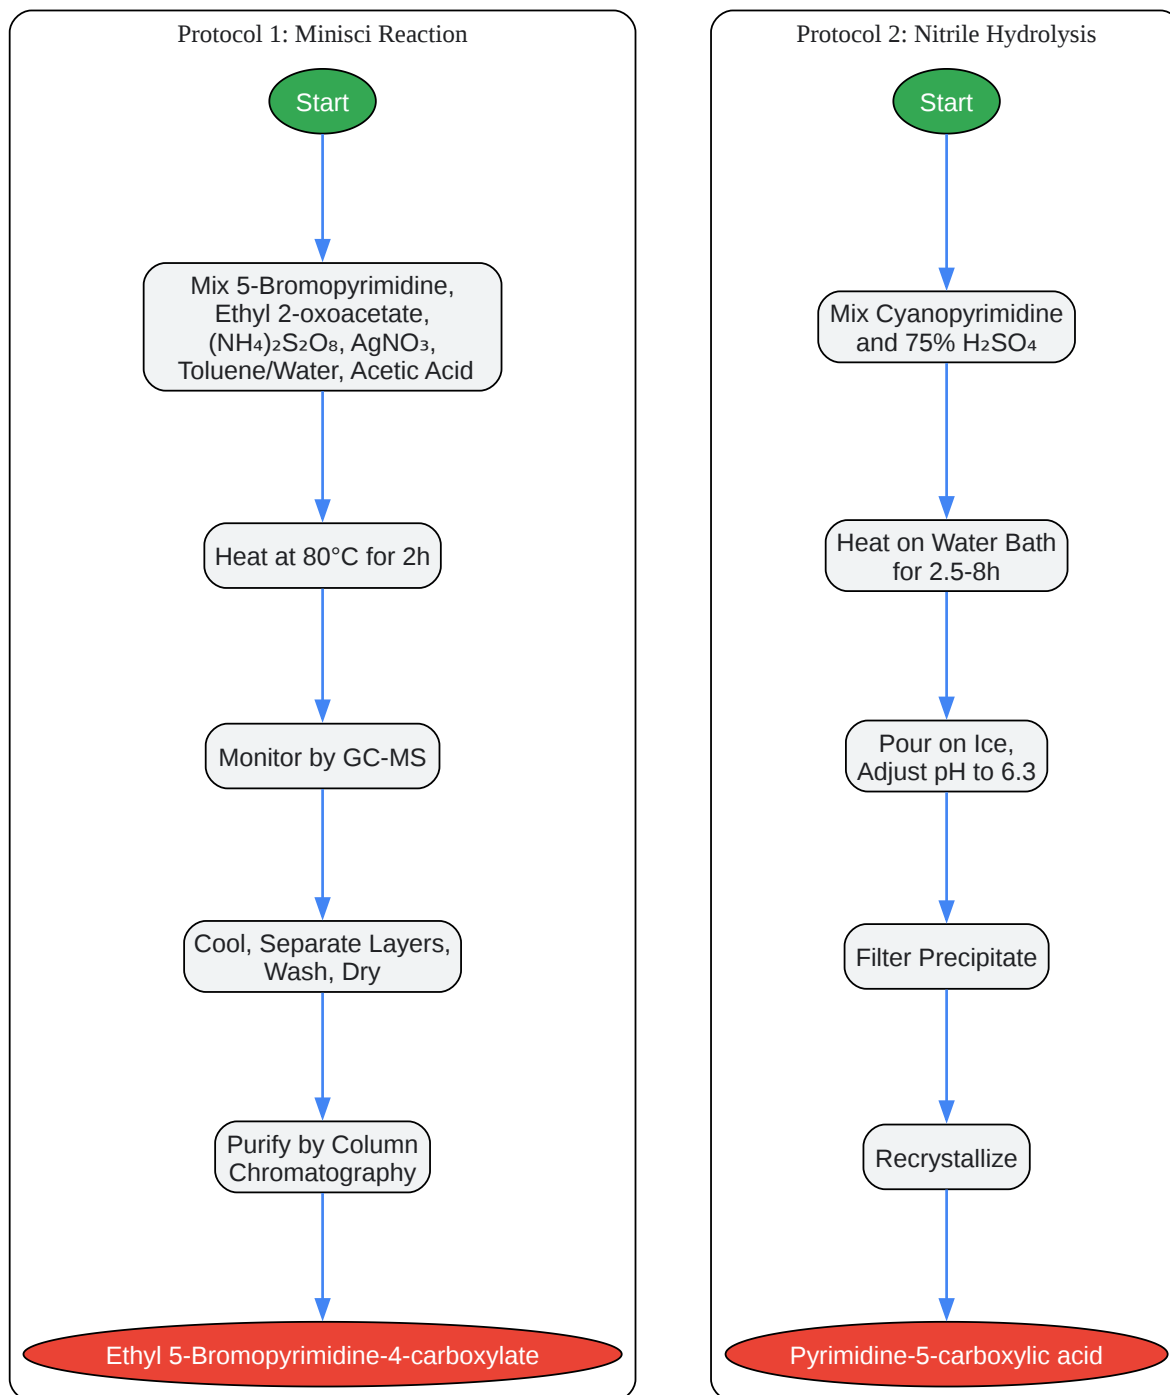 Protocol 1: Minisci Reaction
Start
Mix 5-Bromopyrimidine,
Ethyl 2-oxoacetate,
(NH₄)₂S₂O₈, AgNO₃,
Toluene/Water, Acetic Acid
Heat at 80°C for 2h
Monitor by GC-MS
Cool, Separate Layers,
Wash, Dry
Purify by Column
Chromatography
Ethyl 5-Bromopyrimidine-4-carboxylate
Protocol 2: Nitrile Hydrolysis
Start
Mix Cyanopyrimidine
and 75% H₂SO₄
Heat on Water Bath
for 2.5-8h
Pour on Ice,
Adjust pH to 6.3
Filter Precipitate
Recrystallize
Pyrimidine-5-carboxylic acid